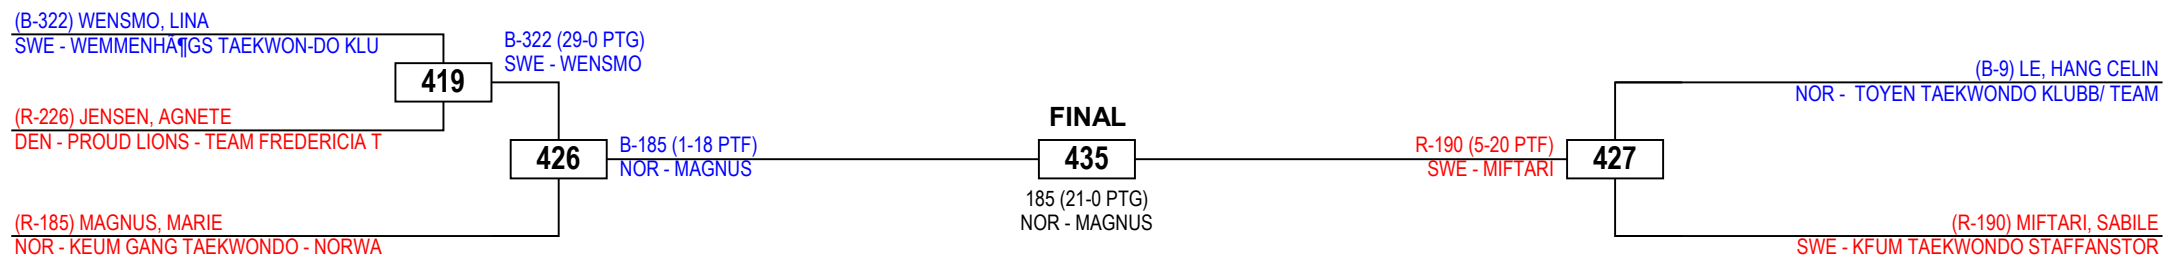 (B-322) WENSMO, LINA
SWE - WEMMENHÃ¶GS TAEKWON-DO KLU
B-322 (29-0 PTG)
SWE - WENSMO
419
(R-226) JENSEN, AGNETE
DEN - PROUD LIONS - TEAM FREDERICIA T
426
B-185 (1-18 PTF)
NOR - MAGNUS
(R-185) MAGNUS, MARIE
NOR - KEUM GANG TAEKWONDO - NORWA
FINAL
435
185 (21-0 PTG)
NOR - MAGNUS
R-190 (5-20 PTF)
SWE - MIFTARI
427
(B-9) LE, HANG CELIN
NOR -  TOYEN TAEKWONDO KLUBB/ TEAM
(R-190) MIFTARI, SABILE
SWE - KFUM TAEKWONDO STAFFANSTOR